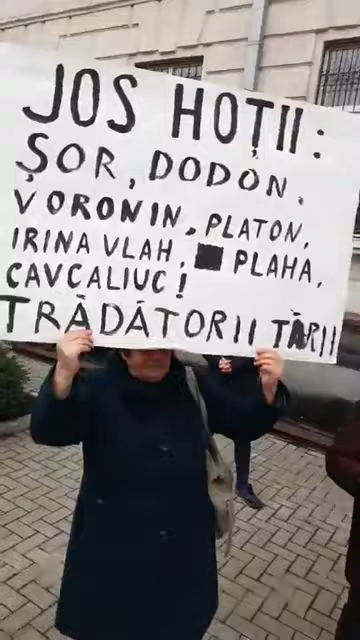 JOS HOȚII:
ȘOR, DODON,
VORONIN, PLATON,
IRINA VLAH, PLAHA,
CAVCALIUC!
TRĂDĂTORII ȚĂRII